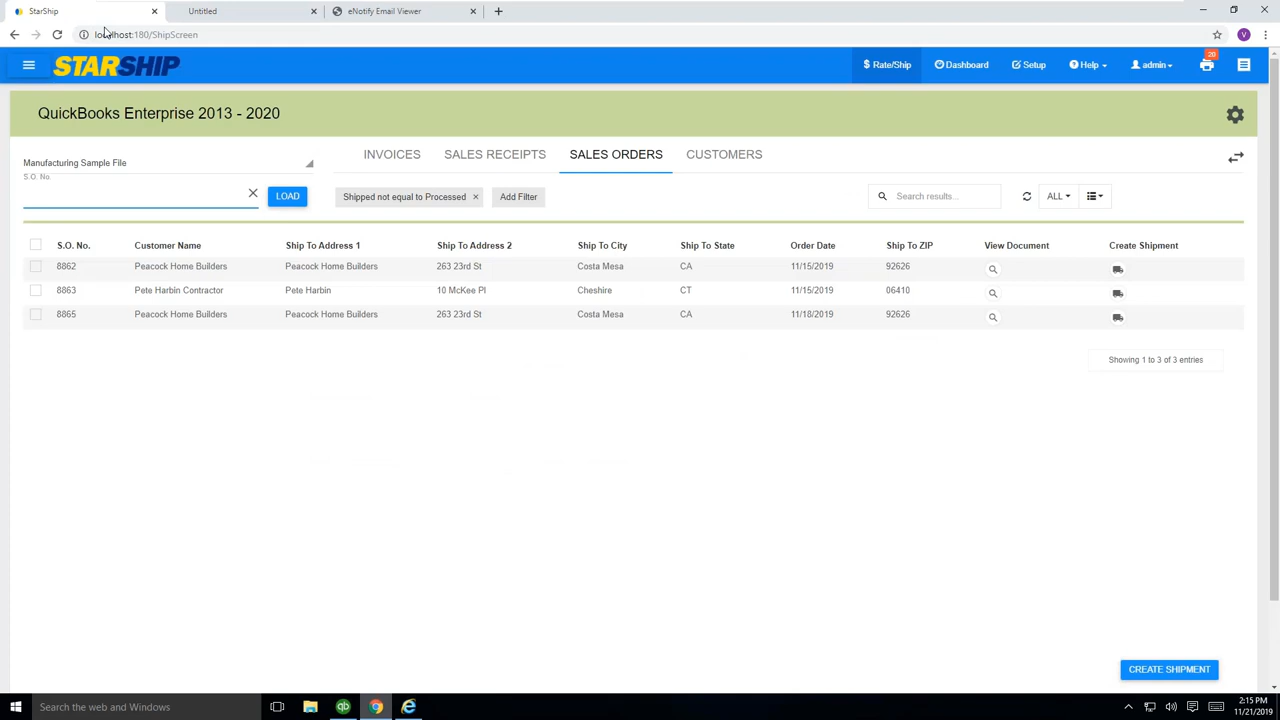 StarShip
Untitled
eNotify Email Viewer
localhost:180/ShipScreen
V
STARSHIP
$ Rate/Ship
Dashboard
Setup
Help
admin
20
QuickBooks Enterprise 2013 - 2020
Manufacturing Sample File
S.O. No.
LOAD
INVOICES SALES RECEIPTS SALES ORDERS CUSTOMERS
Shipped not equal to Processed ×
Add Filter
Search results...
ALL
S.O. No. Customer Name Ship To Address 1 Ship To Address 2 Ship To City Ship To State Order Date Ship To ZIP View Document Create Shipment
8862 Peacock Home Builders Peacock Home Builders 263 23rd St Costa Mesa CA 11/15/2019 92626
8863 Pete Harbin Contractor Pete Harbin 10 McKee Pl Cheshire CT 11/15/2019 06410
8865 Peacock Home Builders Peacock Home Builders 263 23rd St Costa Mesa CA 11/18/2019 92626
Showing 1 to 3 of 3 entries
CREATE SHIPMENT
Search the web and Windows
qb
2:15 PM
11/21/2019